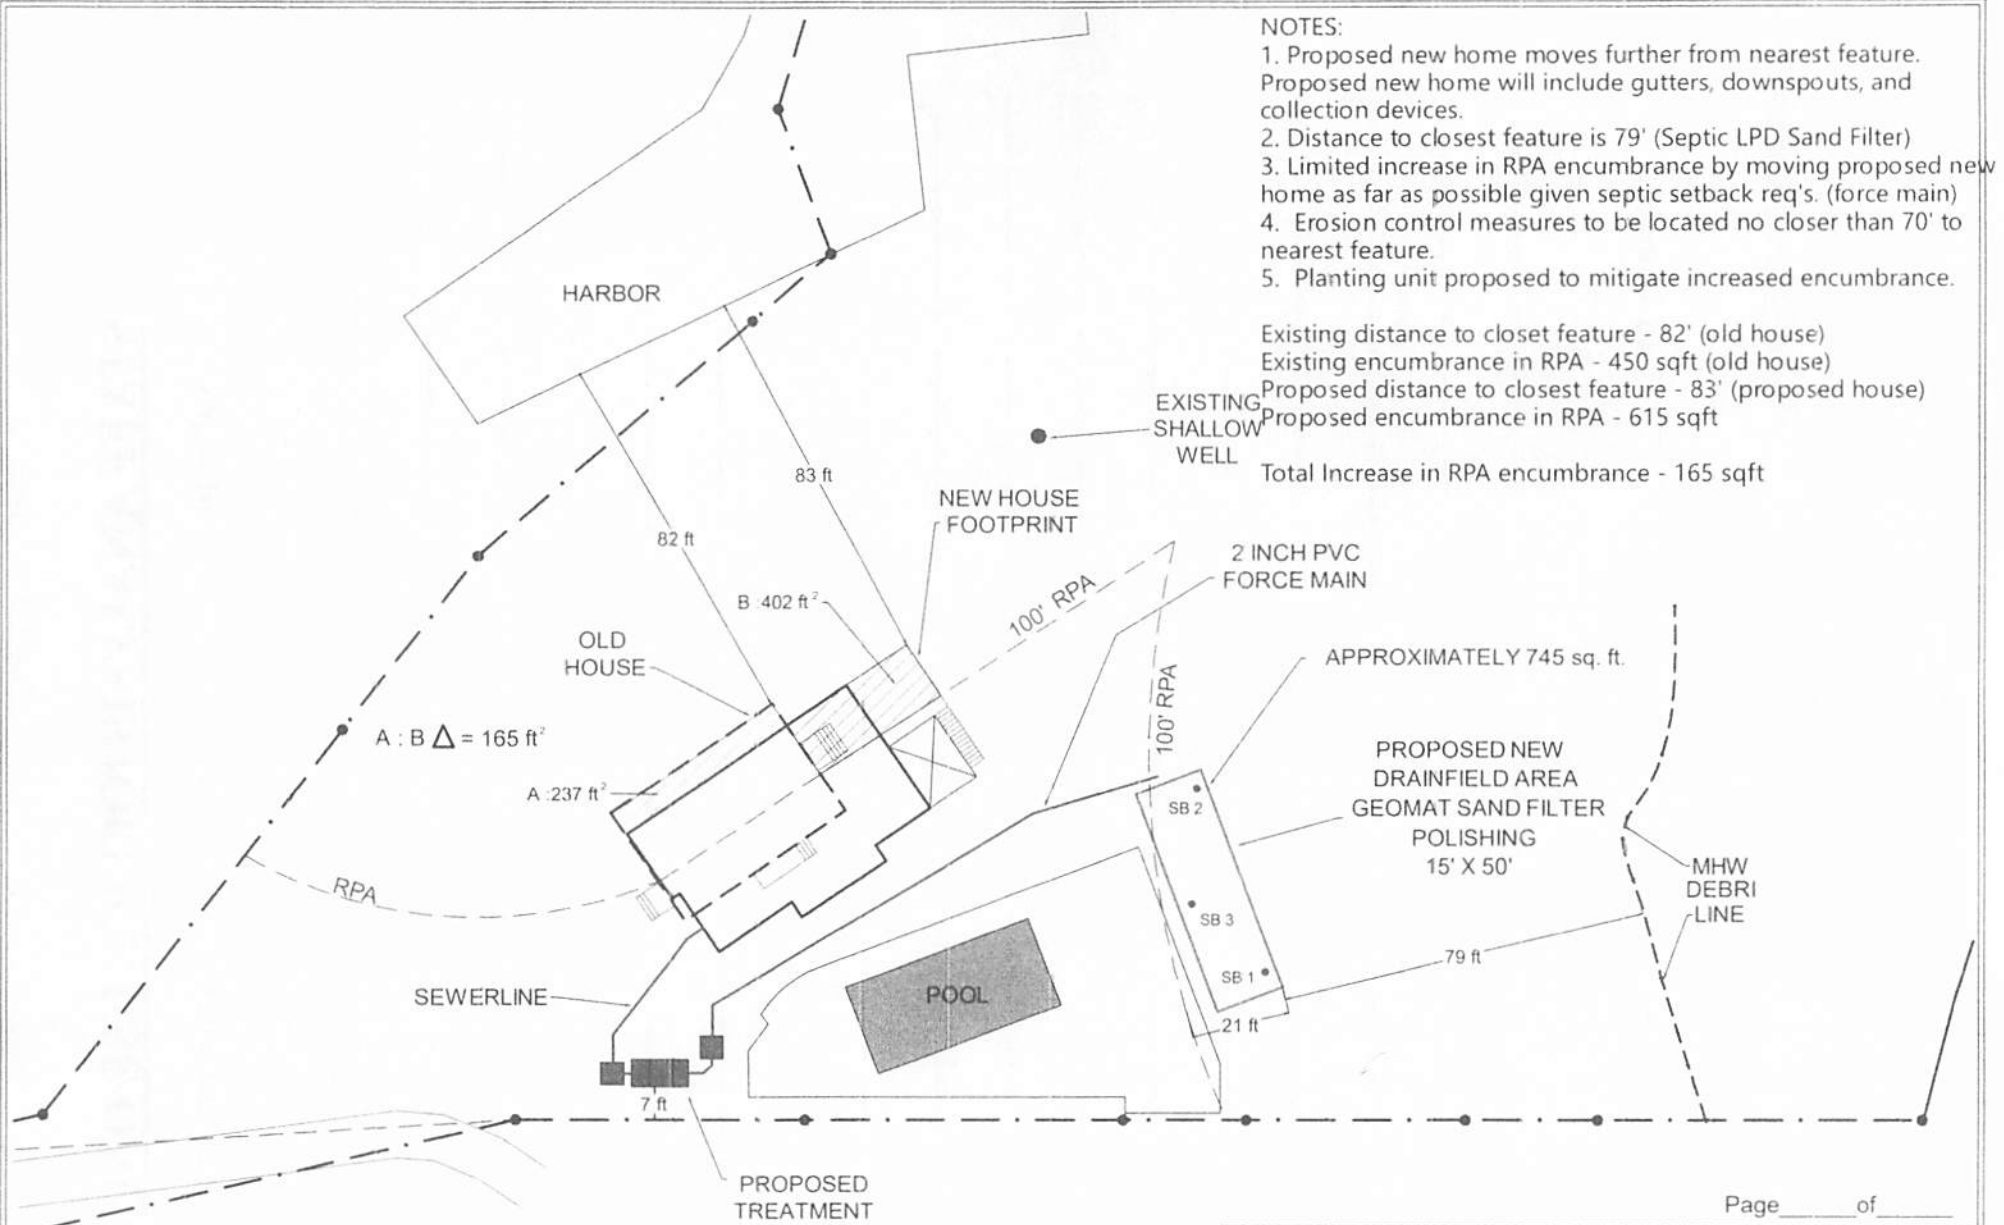 NOTES:
1. Proposed new home moves further from nearest feature.
Proposed new home will include gutters, downspouts, and
collection devices.
2. Distance to closest feature is 79' (Septic LPD Sand Filter)
3. Limited increase in RPA encumbrance by moving proposed new
home as far as possible given septic setback req's. (force main)
4. Erosion control measures to be located no closer than 70' to
nearest feature.
5. Planting unit proposed to mitigate increased encumbrance.
Existing distance to closet feature - 82' (old house)
Existing encumbrance in RPA - 450 sqft (old house)
Proposed distance to closest feature - 83' (proposed house)
Proposed encumbrance in RPA - 615 sqft
Total Increase in RPA encumbrance - 165 sqft
HARBOR
EXISTING
SHALLOW
WELL
83 ft
82 ft
NEW HOUSE
FOOTPRINT
2 INCH PVC
FORCE MAIN
B :402 ft²
100' RPA
OLD
HOUSE
APPROXIMATELY 745 sq. ft.
100' RPA
A : B Δ = 165 ft²
A :237 ft²
PROPOSED NEW
DRAINFIELD AREA
GEOMAT SAND FILTER
POLISHING
15' X 50'
SB 2
MHW
DEBRI
LINE
RPA
SB 3
79 ft
SB 1
SEWERLINE
POOL
21 ft
7 ft
PROPOSED
TREATMENT
Page_____of______